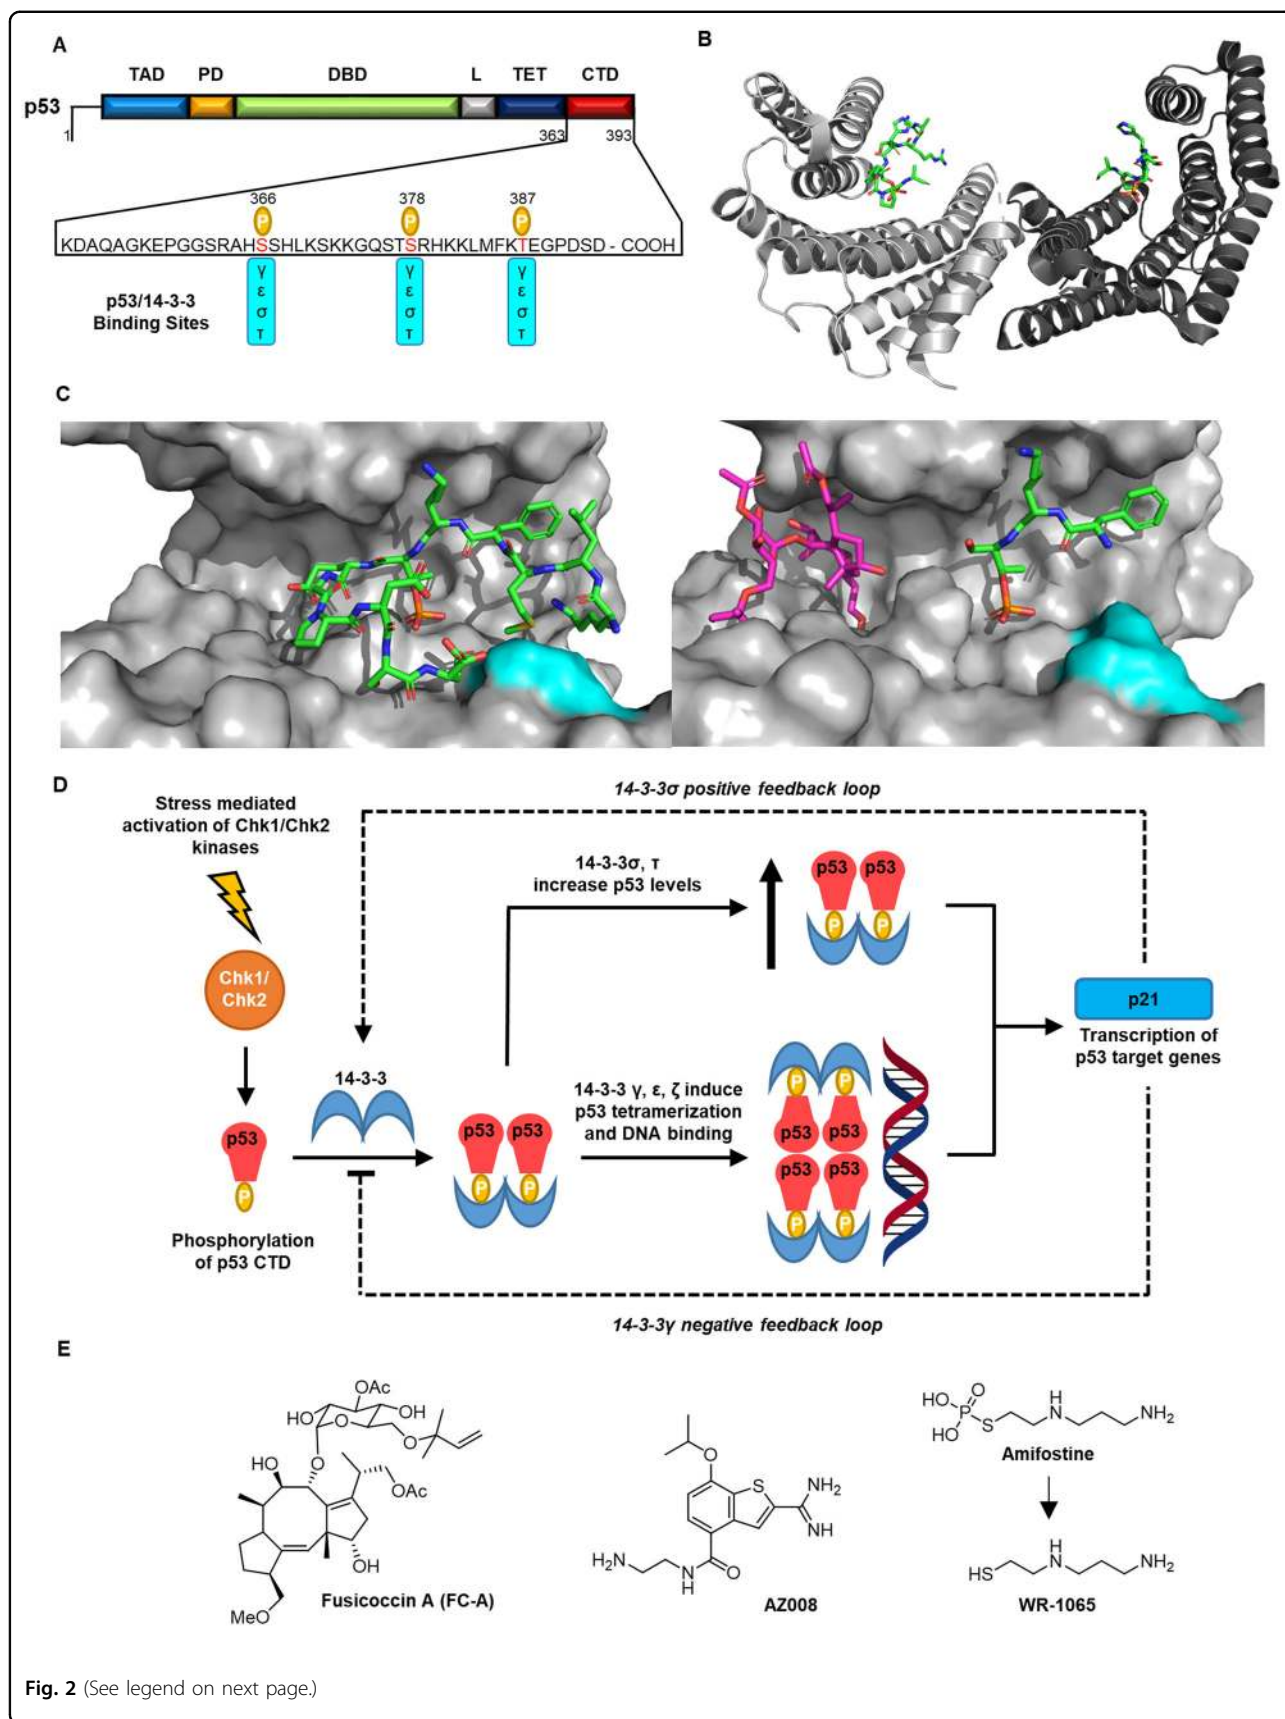 A
TAD PD DBD L TET CTD
p53
1 363 393
366 378 387
P P P
KDAQAGKEPGGSRAHSSHLKSKKGQSTSRHKKLMFKTEGPDSD - COOH
p53/14-3-3
Binding Sites
γ γ γ
ε ε ε
σ σ σ
τ τ τ
B
C
D
Stress mediated
activation of Chk1/Chk2
kinases
Chk1/
Chk2
p53
P
Phosphorylation
of p53 CTD
14-3-3
p53 p53
P P
14-3-3σ positive feedback loop
14-3-3σ, τ
increase p53 levels
p53 p53
P P
14-3-3 γ, ε, ζ induce
p53 tetramerization
and DNA binding
P P
p53 p53
p53 p53
P P
p21
Transcription of
p53 target genes
14-3-3γ negative feedback loop
E
OAc
HO OH
O
O
O
HO
OAc
OH
MeO
Fusicoccin A (FC-A)
O
S
NH2
NH
H2N
N
H
O
AZ008
HO O
P
HO S
H
N
NH2
Amifostine
HS
H
N
NH2
WR-1065
Fig. 2 (See legend on next page.)